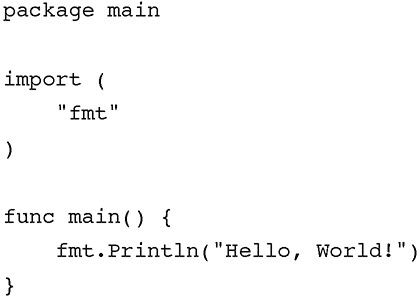 package main

import (
    "fmt"
)

func main() {
    fmt.Println("Hello, World!")
}